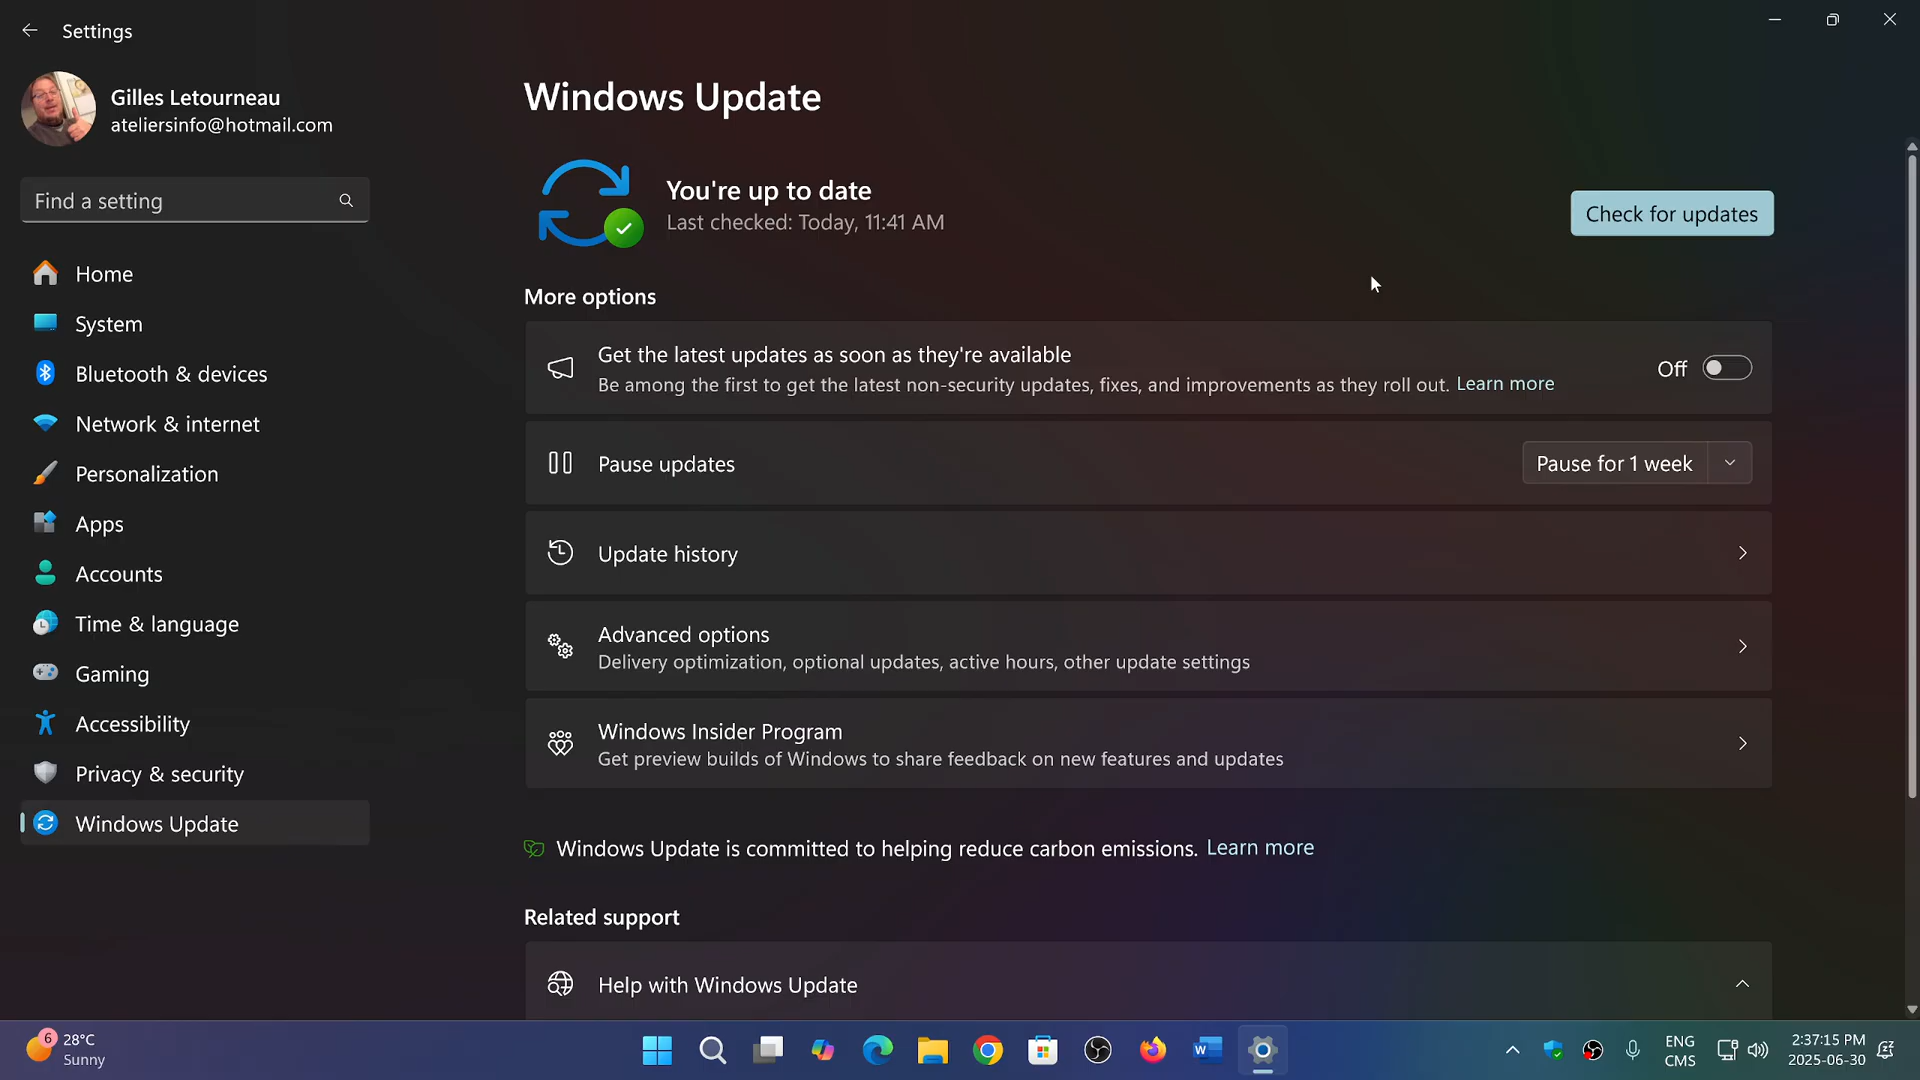 Settings
Gilles Letourneau
ateliersinfo@hotmail.com
Find a setting
Home
System
Bluetooth & devices
Network & internet
Personalization
Apps
Accounts
Time & language
Gaming
Accessibility
Privacy & security
Windows Update
Windows Update
You're up to date
Last checked: Today, 11:41 AM
Check for updates
More options
Get the latest updates as soon as they're available
Be among the first to get the latest non-security updates, fixes, and improvements as they roll out. Learn more
Off
Pause updates
Pause for 1 week
Update history
Advanced options
Delivery optimization, optional updates, active hours, other update settings
Windows Insider Program
Get preview builds of Windows to share feedback on new features and updates
Windows Update is committed to helping reduce carbon emissions. Learn more
Related support
Help with Windows Update
6
28°C
Sunny
W
ENG
CMS
2:37:15 PM
2025-06-30